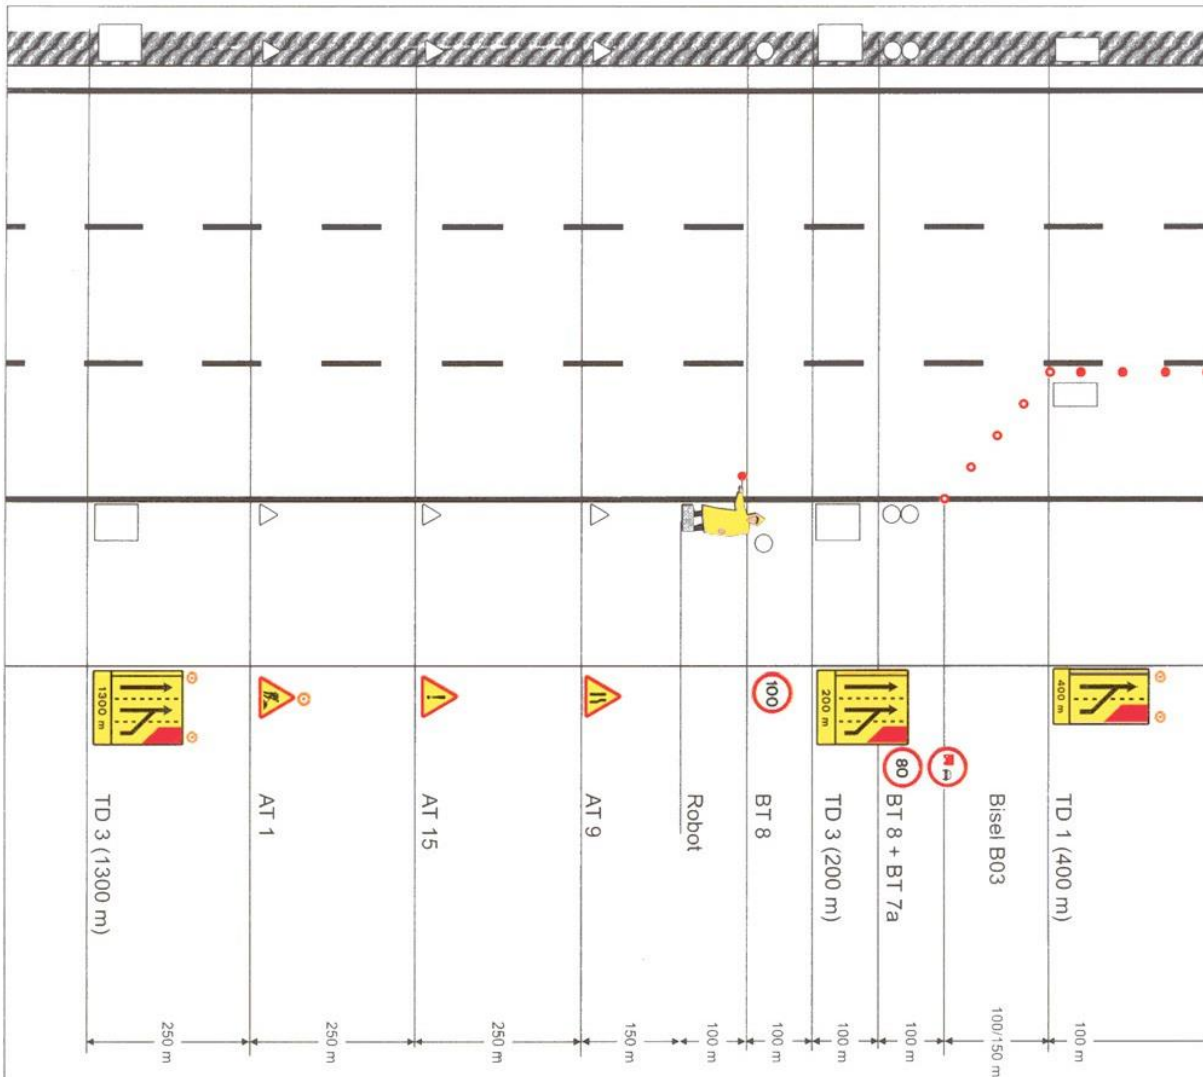 1300 m
100
200 m
80
400 m
TD 3 (1300 m)
AT 1
AT 15
AT 9
Robot
BT 8
TD 3 (200 m)
BT 8 + BT 7a
Bisel B03
TD 1 (400 m)
250 m
250 m
250 m
150 m
100 m
100 m
100 m
100 m
100/150 m
100 m